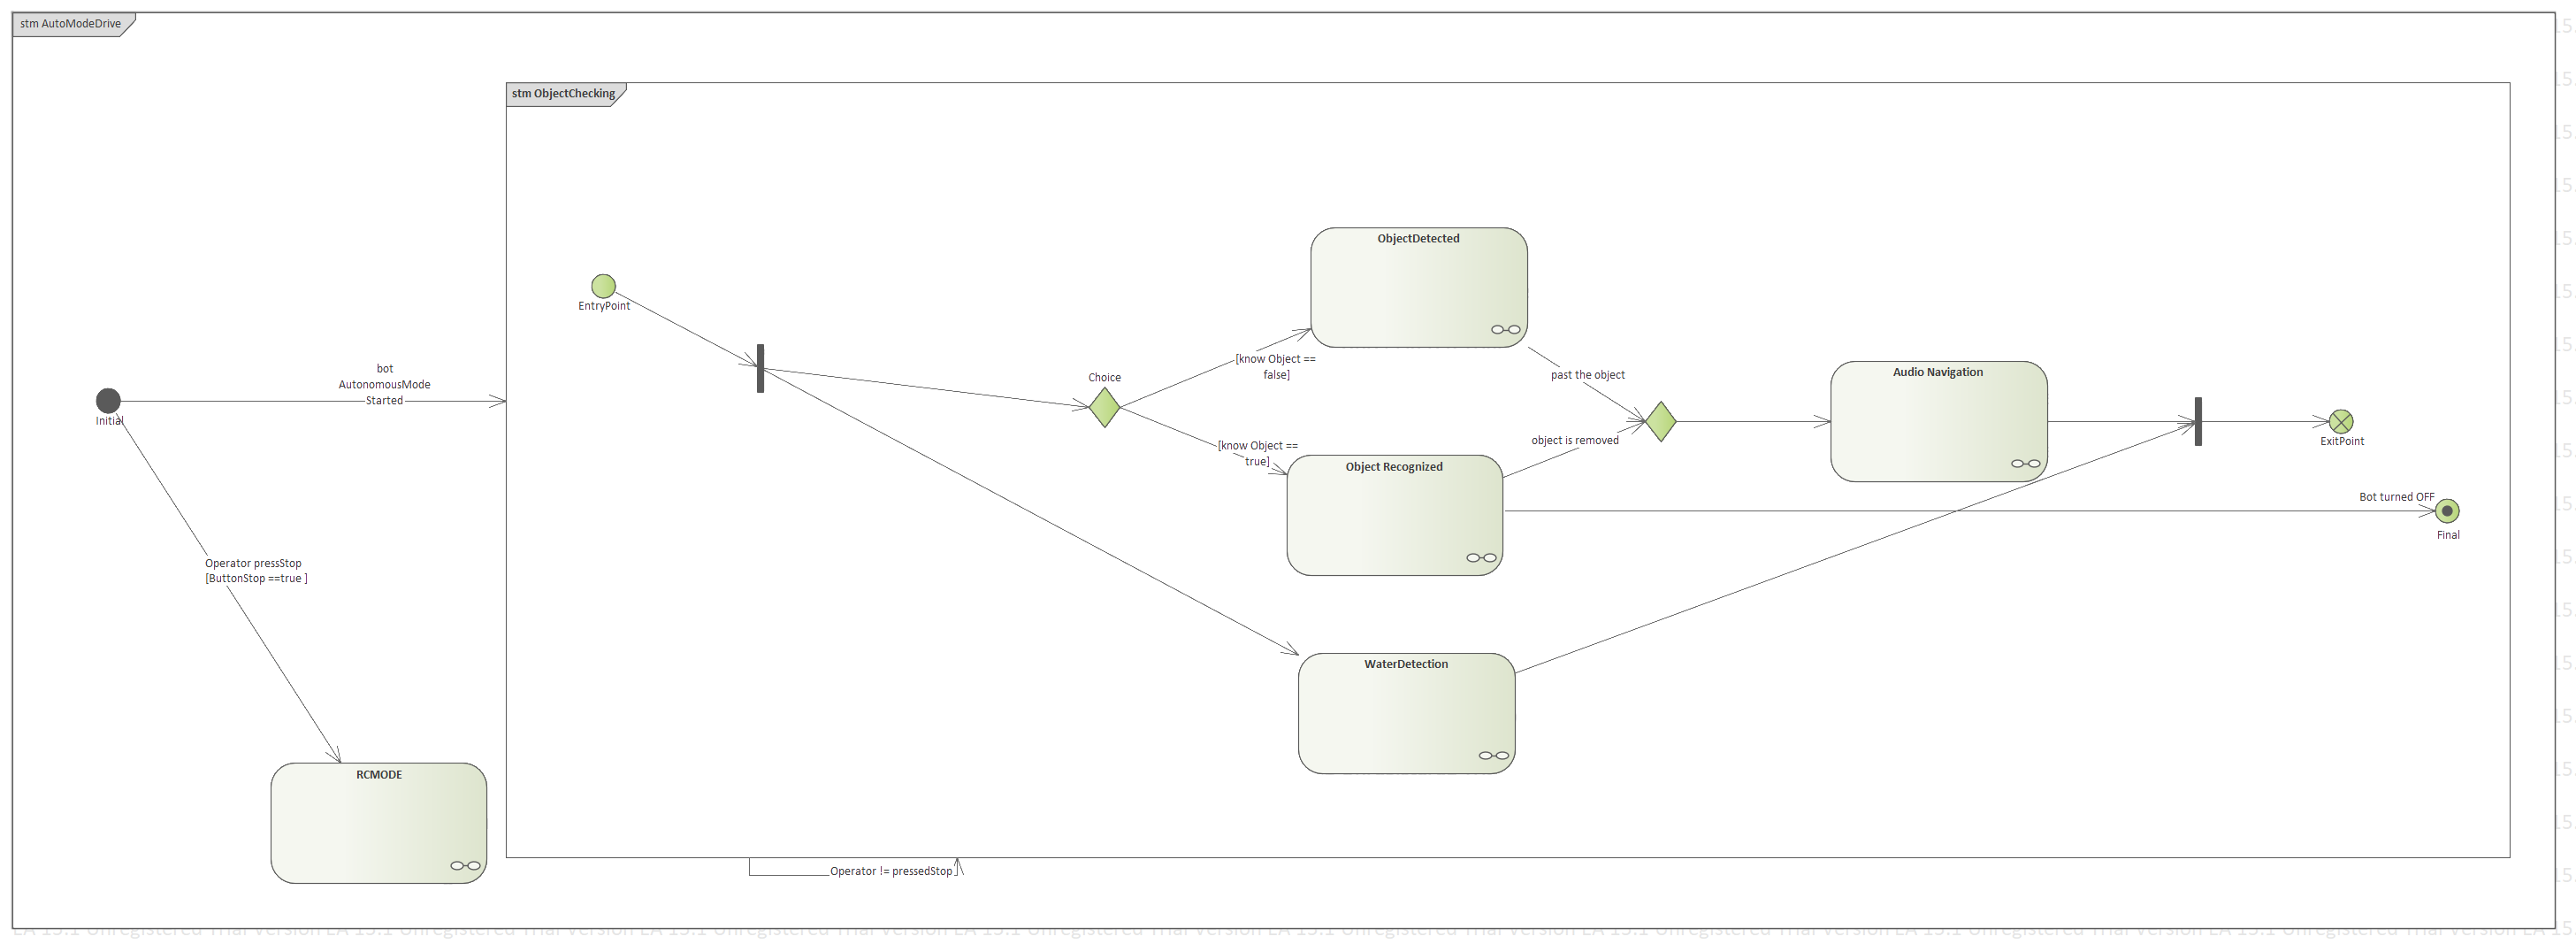 stm AutoModeDrive
stm ObjectChecking
ObjectDetected
EntryPoint
[know Object ==
false]
past the object
Choice
bot
AutonomousMode
Started
Initial
Audio Navigation
object is removed
[know Object ==
true]
Object Recognized
ExitPoint
Bot turned OFF
Final
Operator pressStop
[ButtonStop ==true ]
WaterDetection
RCMODE
Operator != pressedStop
EA 15.1 Unregistered Trial Version EA 15.1 Unregistered Trial Version EA 15.1 Unregistered Trial Version EA 15.1 Unregistered Trial Version EA 15.1 Unregistered Trial Version EA 15.1 Unregistered Trial Version EA 15.1 Unregistered Trial Version EA 15.1 Unregistered Trial Version EA 15.